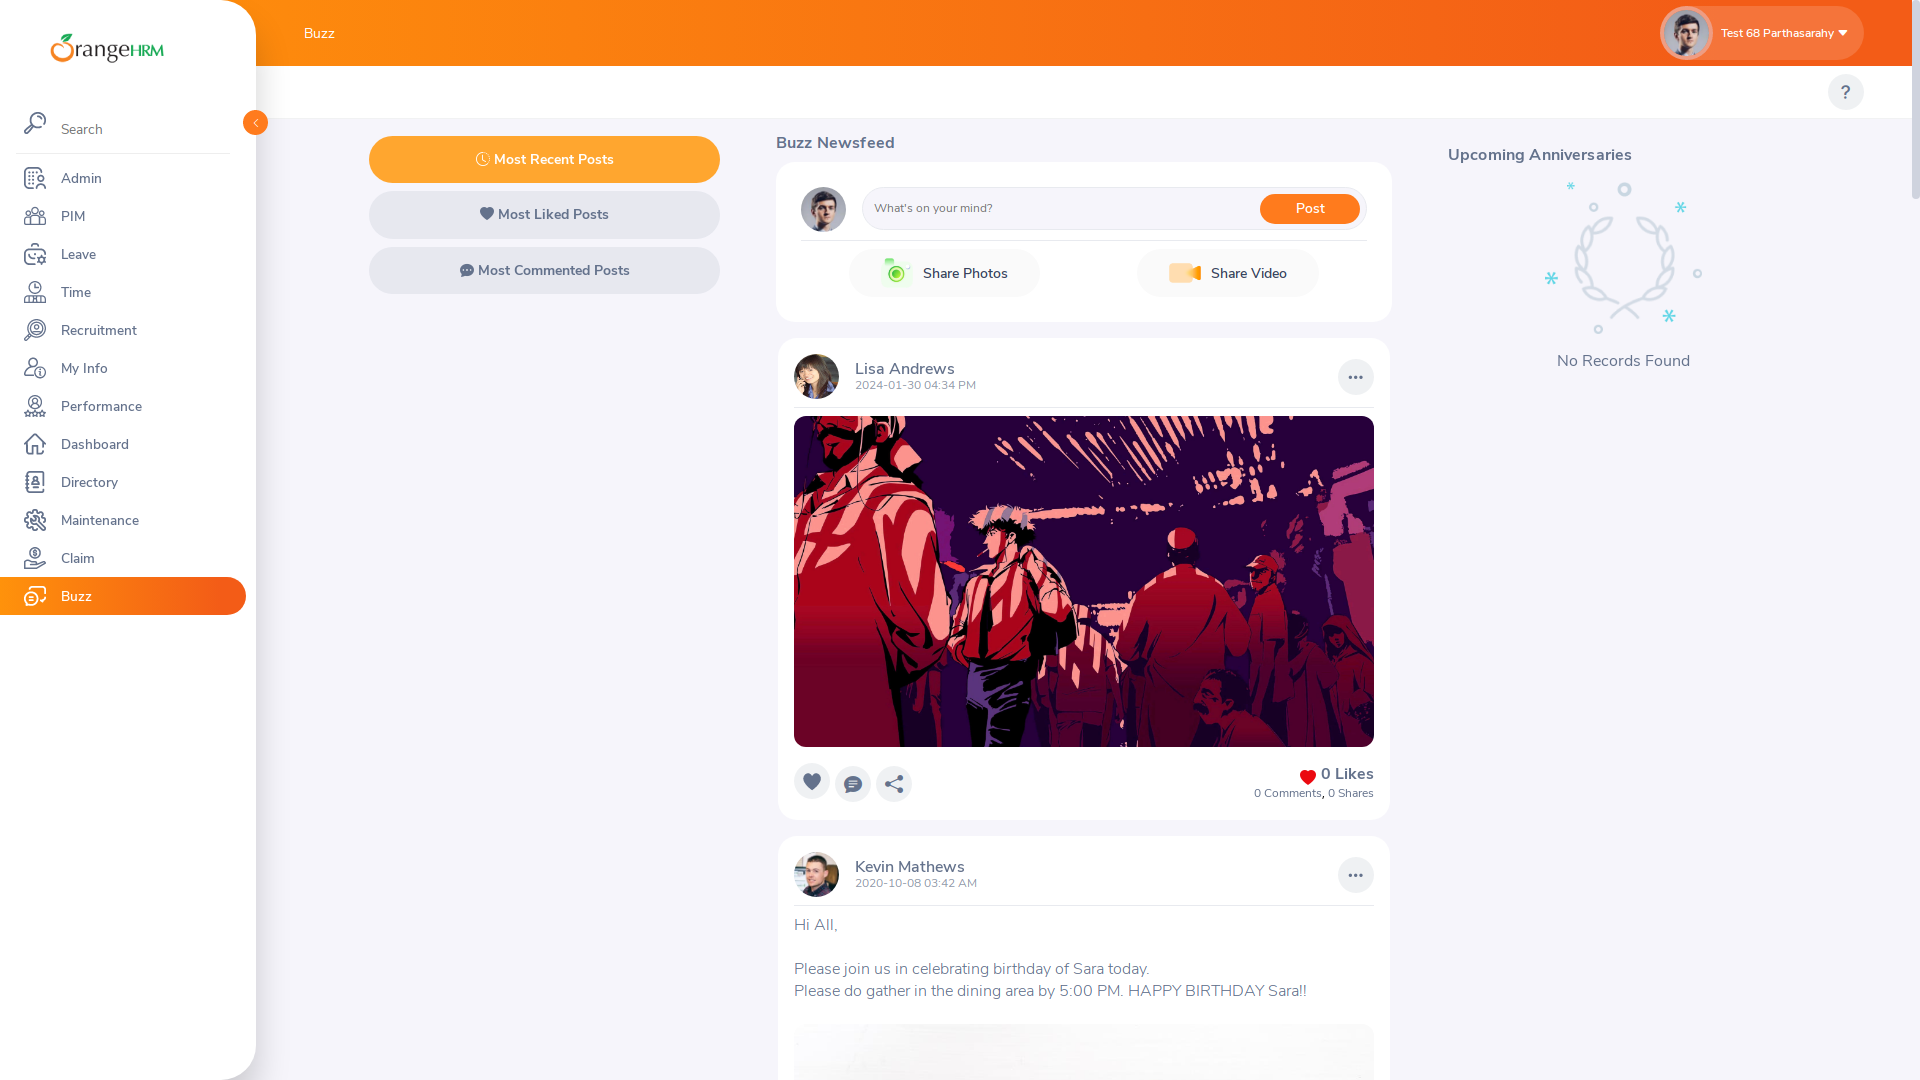 OrangeHRM
Search
Admin
PIM
Leave
Time
Recruitment
My Info
Performance
Dashboard
Directory
Maintenance
Claim
Buzz
Buzz
Test 68 Parthasarahy
?
Most Recent Posts
Most Liked Posts
Most Commented Posts
Buzz Newsfeed
What's on your mind?
Post
Share Photos
Share Video
Lisa Andrews
2024-01-30 04:34 PM
0 Likes
0 Comments, 0 Shares
Kevin Mathews
2020-10-08 03:42 AM
Hi All,
Please join us in celebrating birthday of Sara today.
Please do gather in the dining area by 5:00 PM. HAPPY BIRTHDAY Sara!!
Upcoming Anniversaries
No Records Found